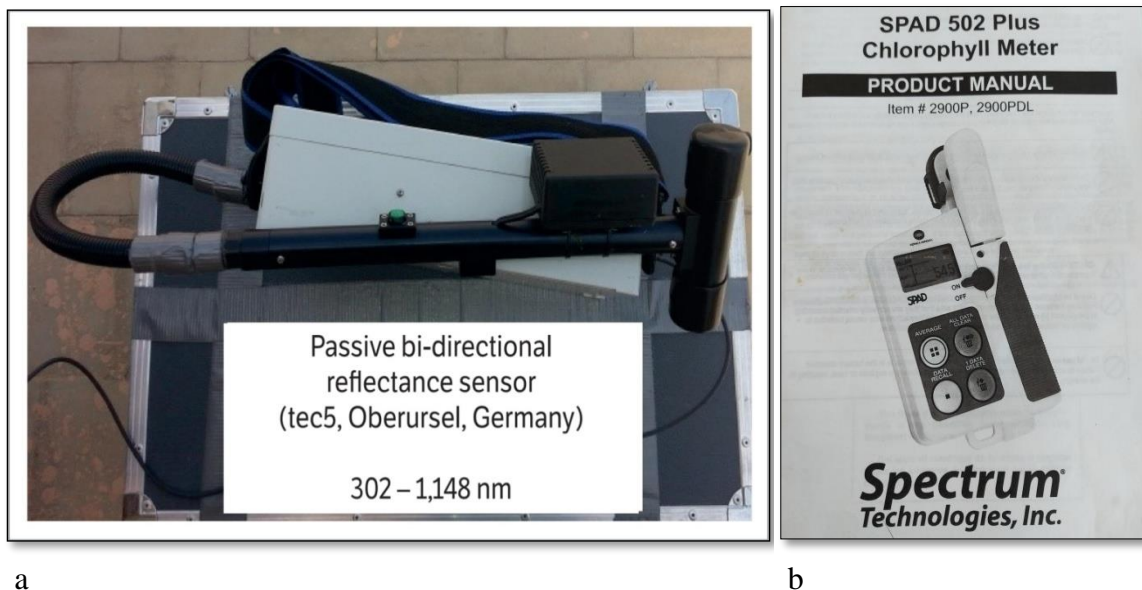 Passive bi-directional
reflectance sensor
(tec5, Oberursel, Germany)
302 – 1,148 nm
a
SPAD 502 Plus
Chlorophyll Meter
PRODUCT MANUAL
Item # 2900P, 2900PDL
SPAD
ON
OFF
AVERAGE
ALL DATA
CLEAR
DATA
RECALL
1 DATA
DELETE
Spectrum®
Technologies, Inc.
b